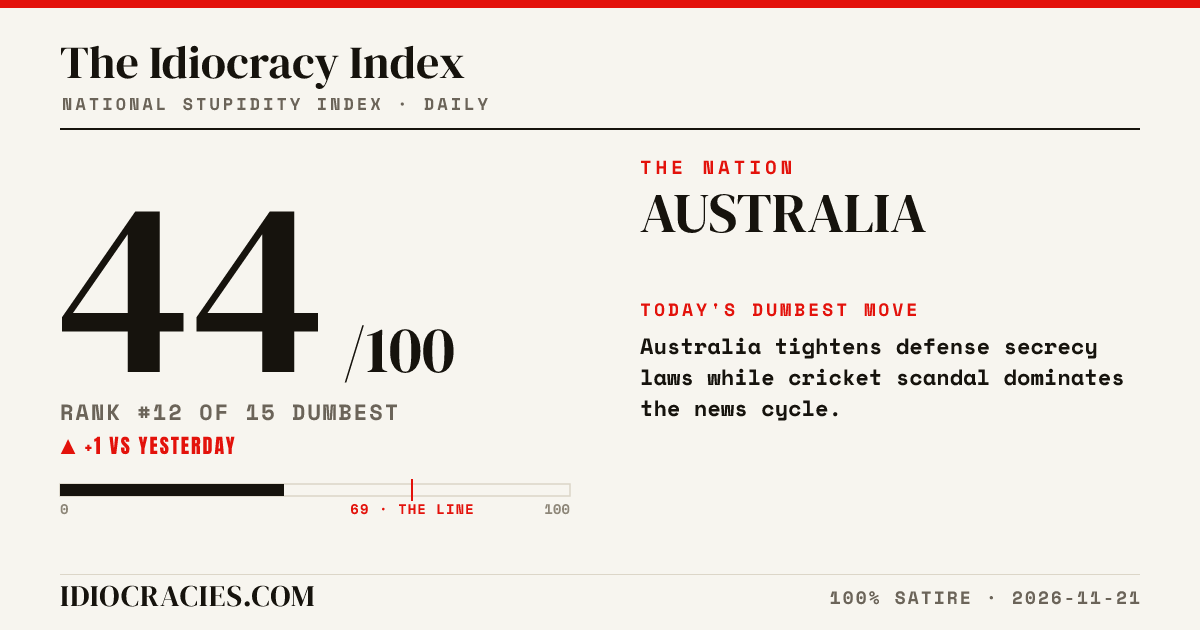 The Idiocracy Index
NATIONAL STUPIDITY INDEX · DAILY
44 /100
RANK #12 OF 15 DUMBEST
▲ +1 VS YESTERDAY
0 69 · THE LINE 100
THE NATION
AUSTRALIA
TODAY'S DUMBEST MOVE
Australia tightens defense secrecy
laws while cricket scandal dominates
the news cycle.
IDIOCRACIES.COM
100% SATIRE · 2026-11-21